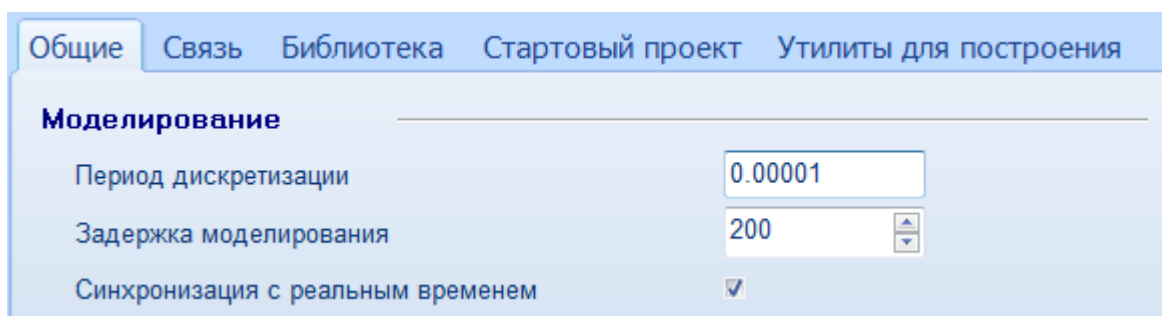 Общие Связь Библиотека Стартовый проект Утилиты для построения
Моделирование
Период дискретизации 0.00001
Задержка моделирования 200
Синхронизация с реальным временем